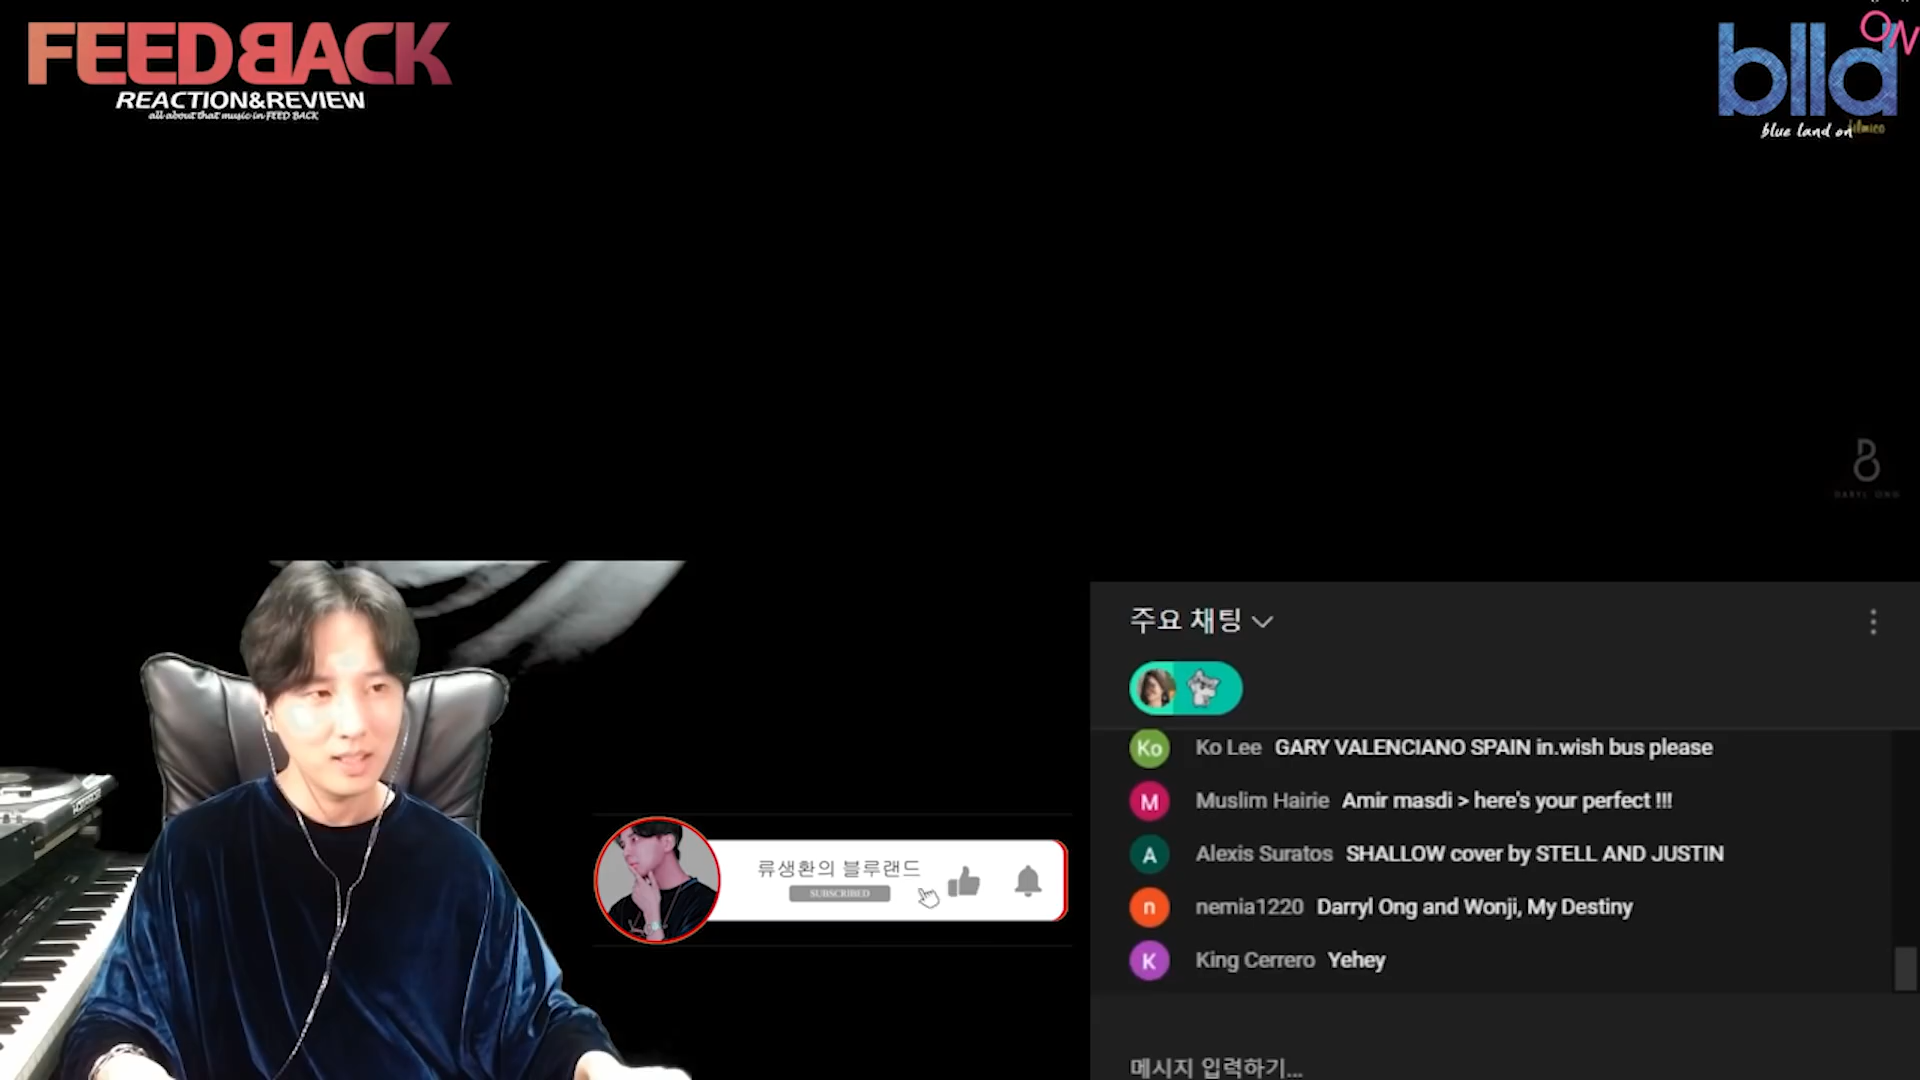 FEEDBACK
REACTION&REVIEW
all about that music in FEED BACK
ON
blld
blue land on
DARYL ONG
주요 채팅
Ko
Ko Lee GARY VALENCIANO SPAIN in.wish bus please
M
Muslim Hairie Amir masdi > here's your perfect !!!
A
Alexis Suratos SHALLOW cover by STELL AND JUSTIN
n
nemia1220 Darryl Ong and Wonji, My Destiny
K
King Cerrero Yehey
류생환의 블루랜드
SUBSCRIBED
메시지 입력하기...